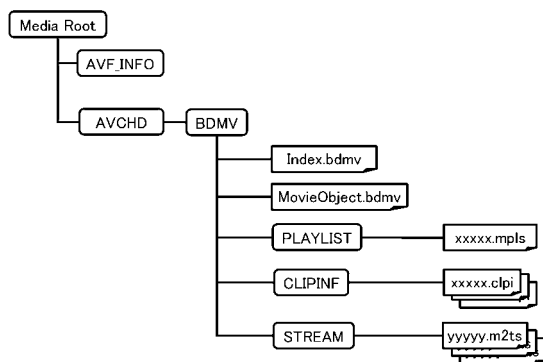 Media Root
AVF_INFO
AVCHD
BDMV
Index.bdmv
MovieObject.bdmv
PLAYLIST
xxxxx.mpls
CLIPINF
xxxxx.clpi
STREAM
yyyyy.m2ts